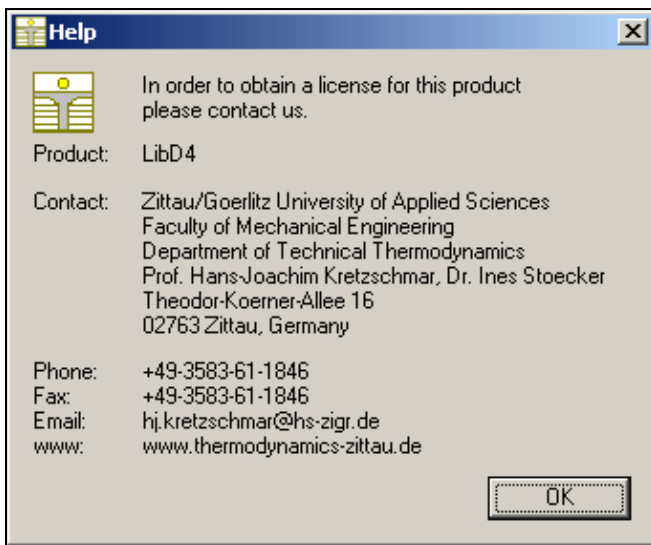 Help
In order to obtain a license for this product
please contact us.
Product: LibD4
Contact: Zittau/Goerlitz University of Applied Sciences
Faculty of Mechanical Engineering
Department of Technical Thermodynamics
Prof. Hans-Joachim Kretzschmar, Dr. Ines Stoecker
Theodor-Koerner-Allee 16
02763 Zittau, Germany
Phone: +49-3583-61-1846
Fax: +49-3583-61-1846
Email: hj.kretzschmar@hs-zigr.de
www: www.thermodynamics-zittau.de
OK